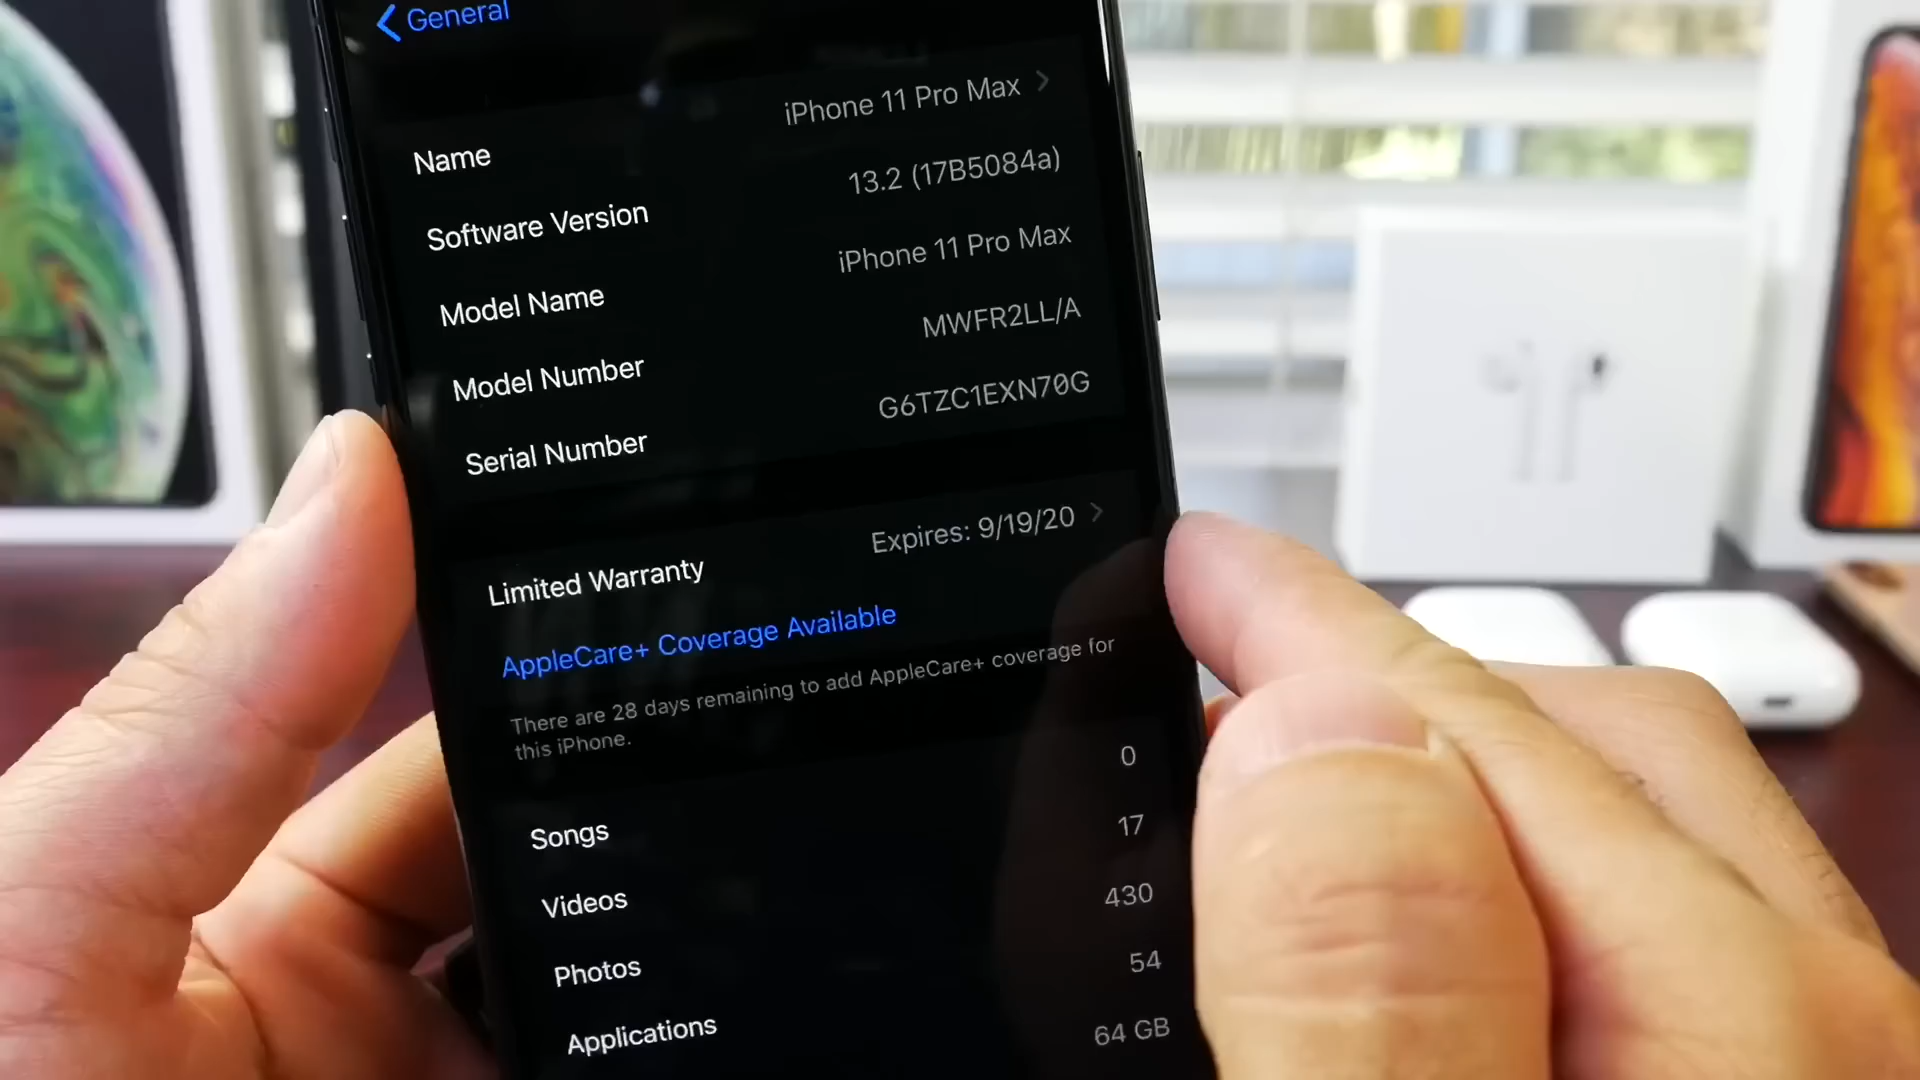 General
Name iPhone 11 Pro Max
Software Version 13.2 (17B5084a)
Model Name iPhone 11 Pro Max
Model Number MWFR2LL/A
Serial Number G6TZC1EXN70G
Limited Warranty Expires: 9/19/20
AppleCare+ Coverage Available
There are 28 days remaining to add AppleCare+ coverage for
this iPhone.
Songs 0
Videos 17
Photos 430
Applications 54
64 GB